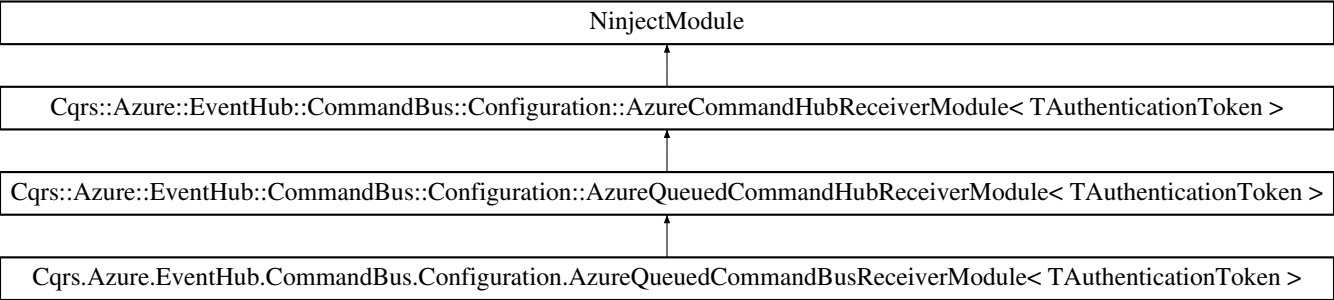 NinjectModule
Cqrs::Azure::EventHub::CommandBus::Configuration::AzureCommandHubReceiverModule< TAuthenticationToken >
Cqrs::Azure::EventHub::CommandBus::Configuration::AzureQueuedCommandHubReceiverModule< TAuthenticationToken >
Cqrs.Azure.EventHub.CommandBus.Configuration.AzureQueuedCommandBusReceiverModule< TAuthenticationToken >